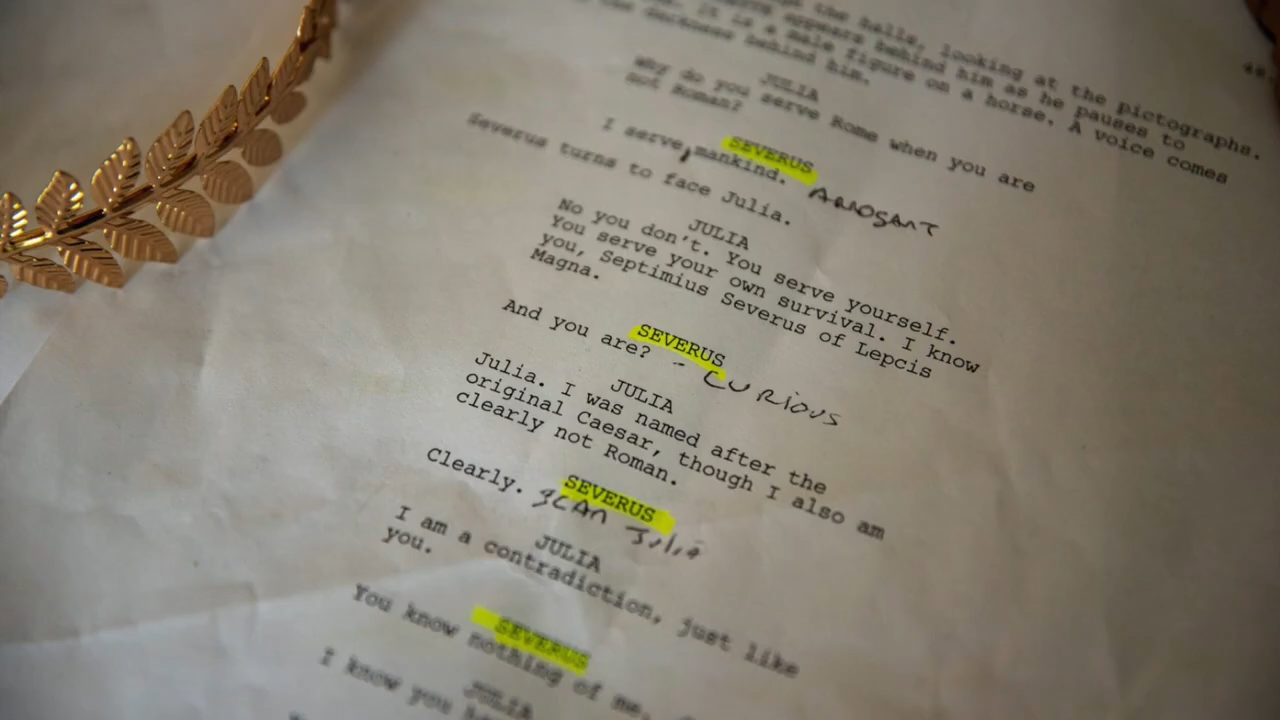 the halls, looking at the pictographs.
appears behind him as he pauses to
It is a male figure on a horse. A voice comes
the darkness behind him.
JULIA
Why do you serve Rome when you are
not Roman?
SEVERUS
I serve, mankind. ARROGANT
Severus turns to face Julia.
JULIA
No you don't. You serve yourself.
You serve your own survival. I know
you, Septimius Severus of Lepcis
Magna.
SEVERUS
And you are? - CURIOUS
JULIA
Julia. I was named after the
original Caesar, though I also am
clearly not Roman.
SEVERUS
Clearly. SCAN Julia
JULIA
I am a contradiction, just like
you.
SEVERUS
You know nothing of me.
JULIA
I know you